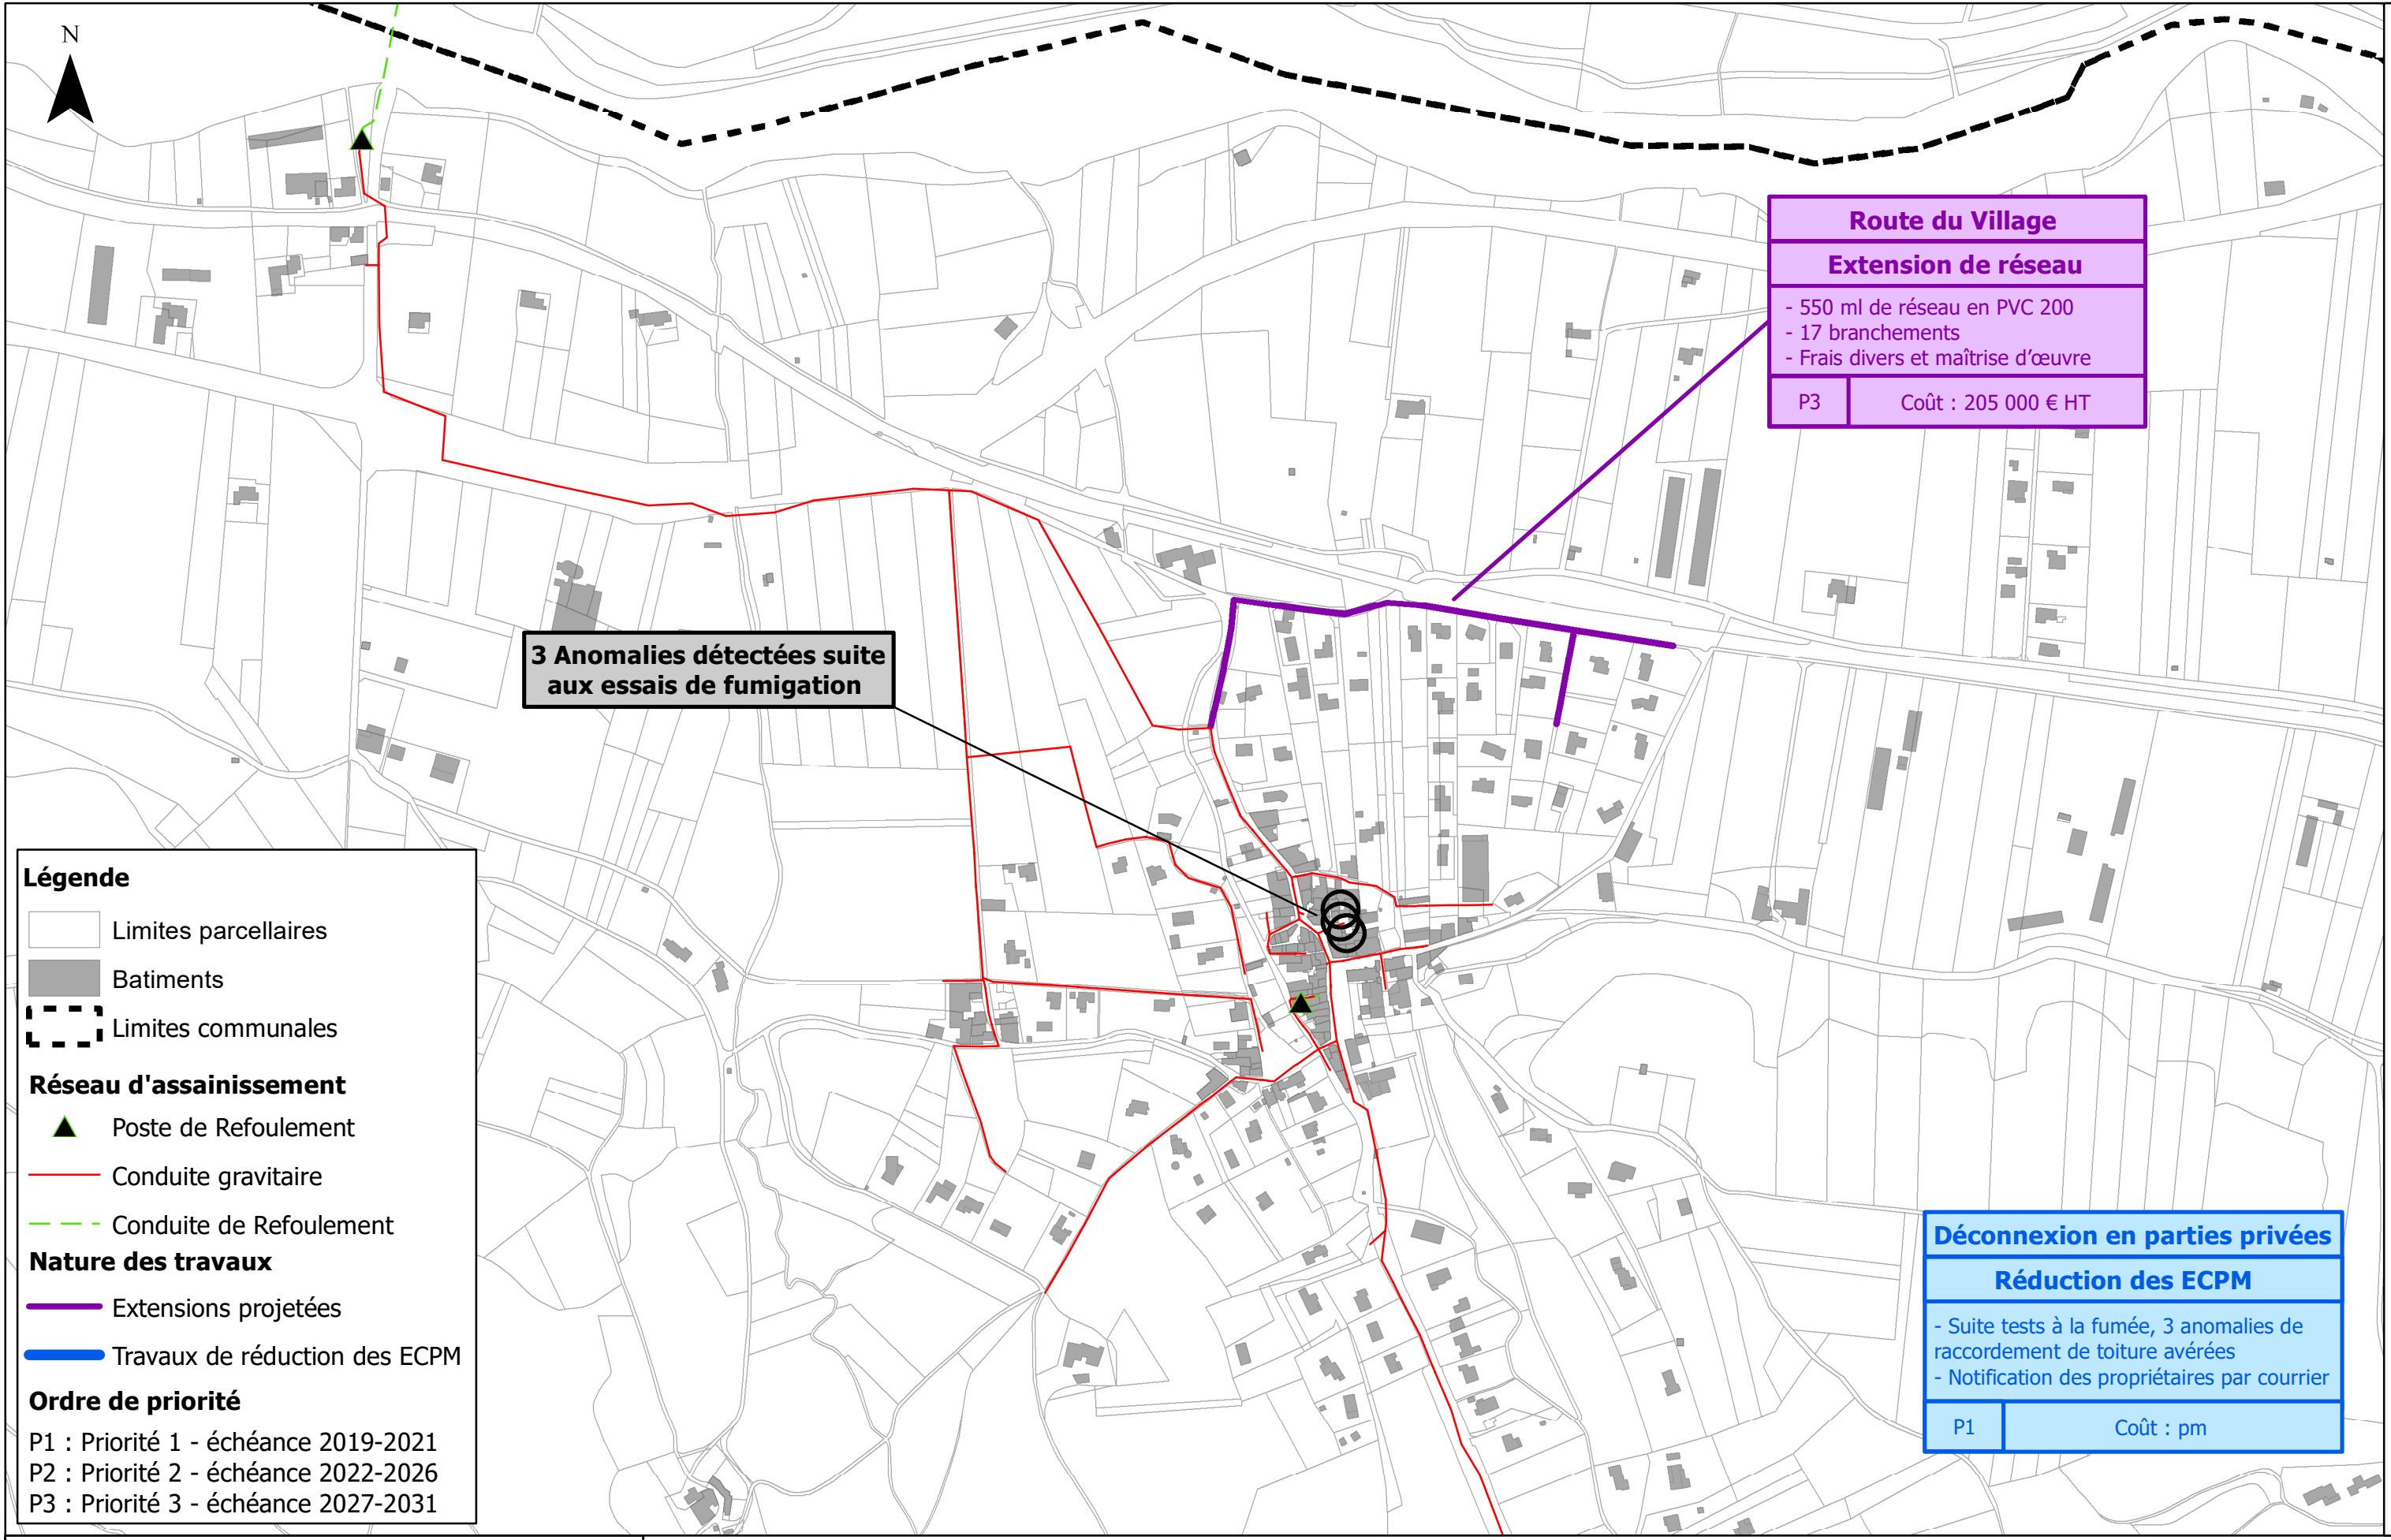 N
Route du Village
Extension de réseau
- 550 ml de réseau en PVC 200
- 17 branchements
- Frais divers et maîtrise d’œuvre
P3
Coût : 205 000 € HT
3 Anomalies détectées suite
aux essais de fumigation
Légende
Limites parcellaires
Batiments
Limites communales
Réseau d'assainissement
Poste de Refoulement
Conduite gravitaire
Conduite de Refoulement
Nature des travaux
Extensions projetées
Travaux de réduction des ECPM
Ordre de priorité
P1 : Priorité 1 - échéance 2019-2021
P2 : Priorité 2 - échéance 2022-2026
P3 : Priorité 3 - échéance 2027-2031
Déconnexion en parties privées
Réduction des ECPM
- Suite tests à la fumée, 3 anomalies de
raccordement de toiture avérées
- Notification des propriétaires par courrier
P1
Coût : pm